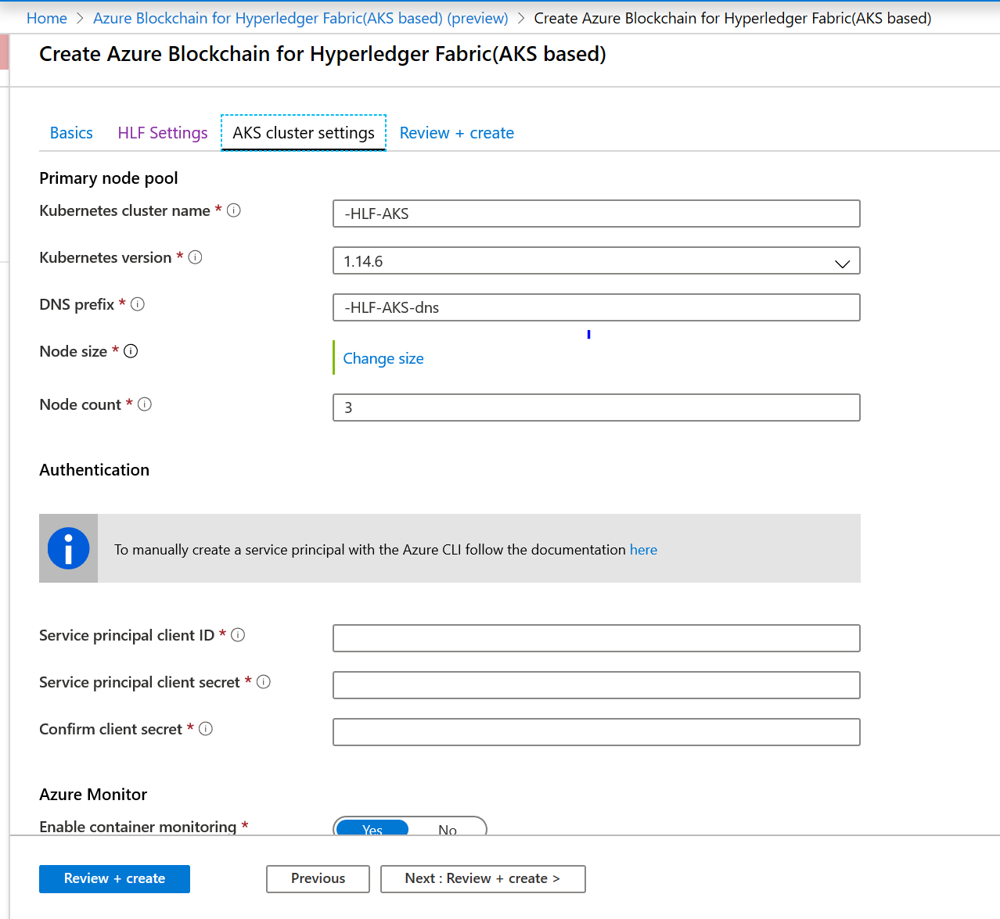 Home > Azure Blockchain for Hyperledger Fabric(AKS based) (preview) > Create Azure Blockchain for Hyperledger Fabric(AKS based)
Create Azure Blockchain for Hyperledger Fabric(AKS based)
Basics HLF Settings AKS cluster settings Review + create
Primary node pool
Kubernetes cluster name * -HLF-AKS
Kubernetes version * 1.14.6
DNS prefix * -HLF-AKS-dns
Node size * Change size
Node count * 3
Authentication
To manually create a service principal with the Azure CLI follow the documentation here
Service principal client ID *
Service principal client secret *
Confirm client secret *
Azure Monitor
Enable container monitoring * Yes No
Review + create Previous Next : Review + create >